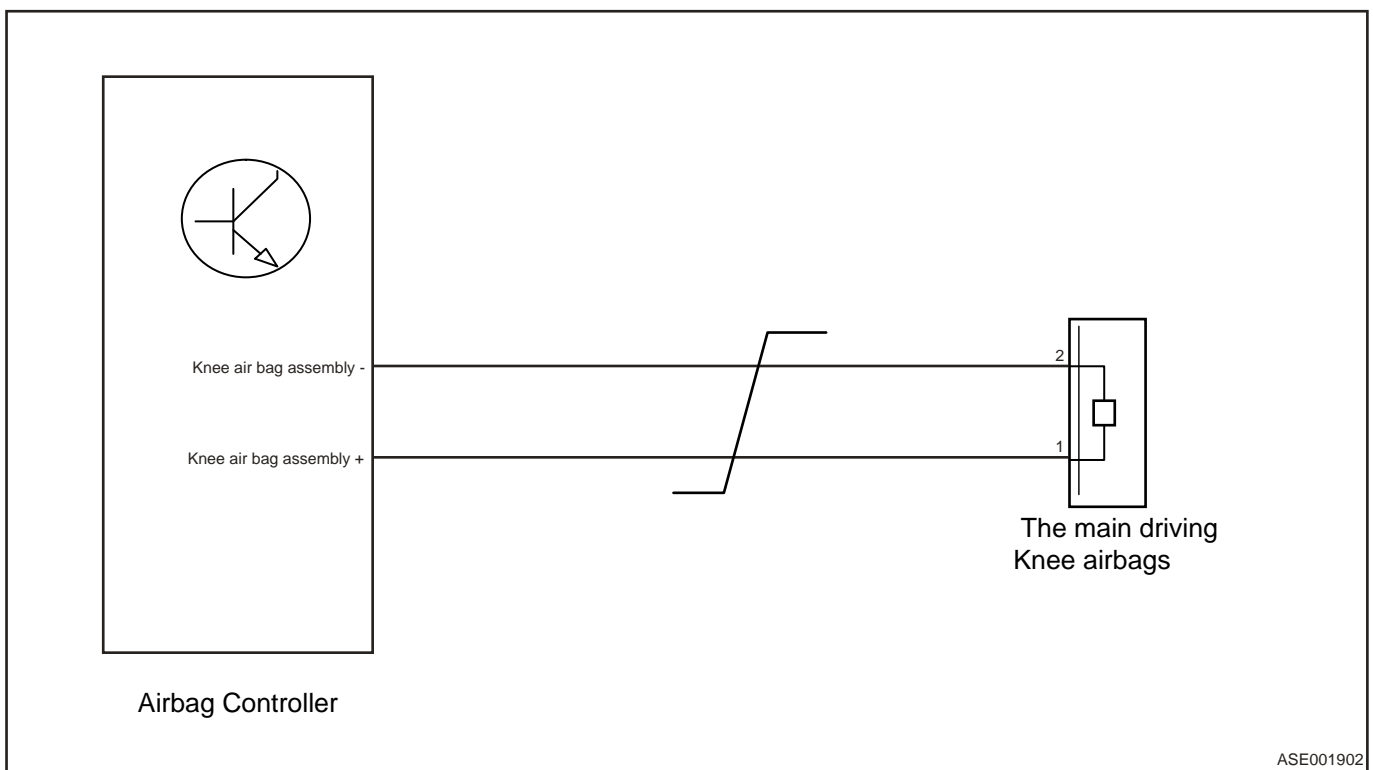 Knee air bag assembly -
2
Knee air bag assembly +
1
The main driving
Knee airbags
Airbag Controller
ASE001902